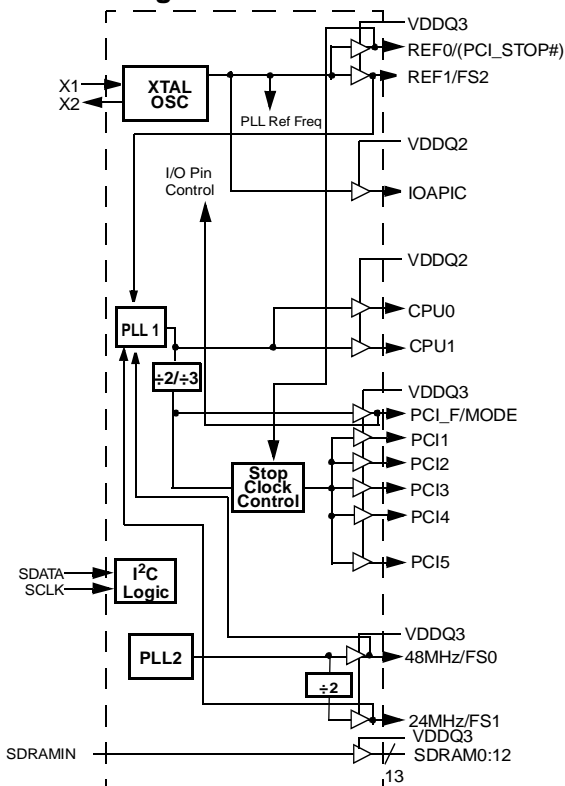 VDDQ3
REF0/(PCI_STOP#)
X1
X2
XTAL
OSC
REF1/FS2
PLL Ref Freq
VDDQ2
I/O Pin
Control
IOAPIC
VDDQ2
CPU0
PLL 1
CPU1
÷2/÷3
VDDQ3
PCI_F/MODE
PCI1
Stop
Clock
Control
PCI2
PCI3
PCI4
PCI5
SDATA
SCLK
I2C
Logic
VDDQ3
PLL2
48MHz/FS0
÷2
24MHz/FS1
VDDQ3
SDRAMIN
SDRAM0:12
13